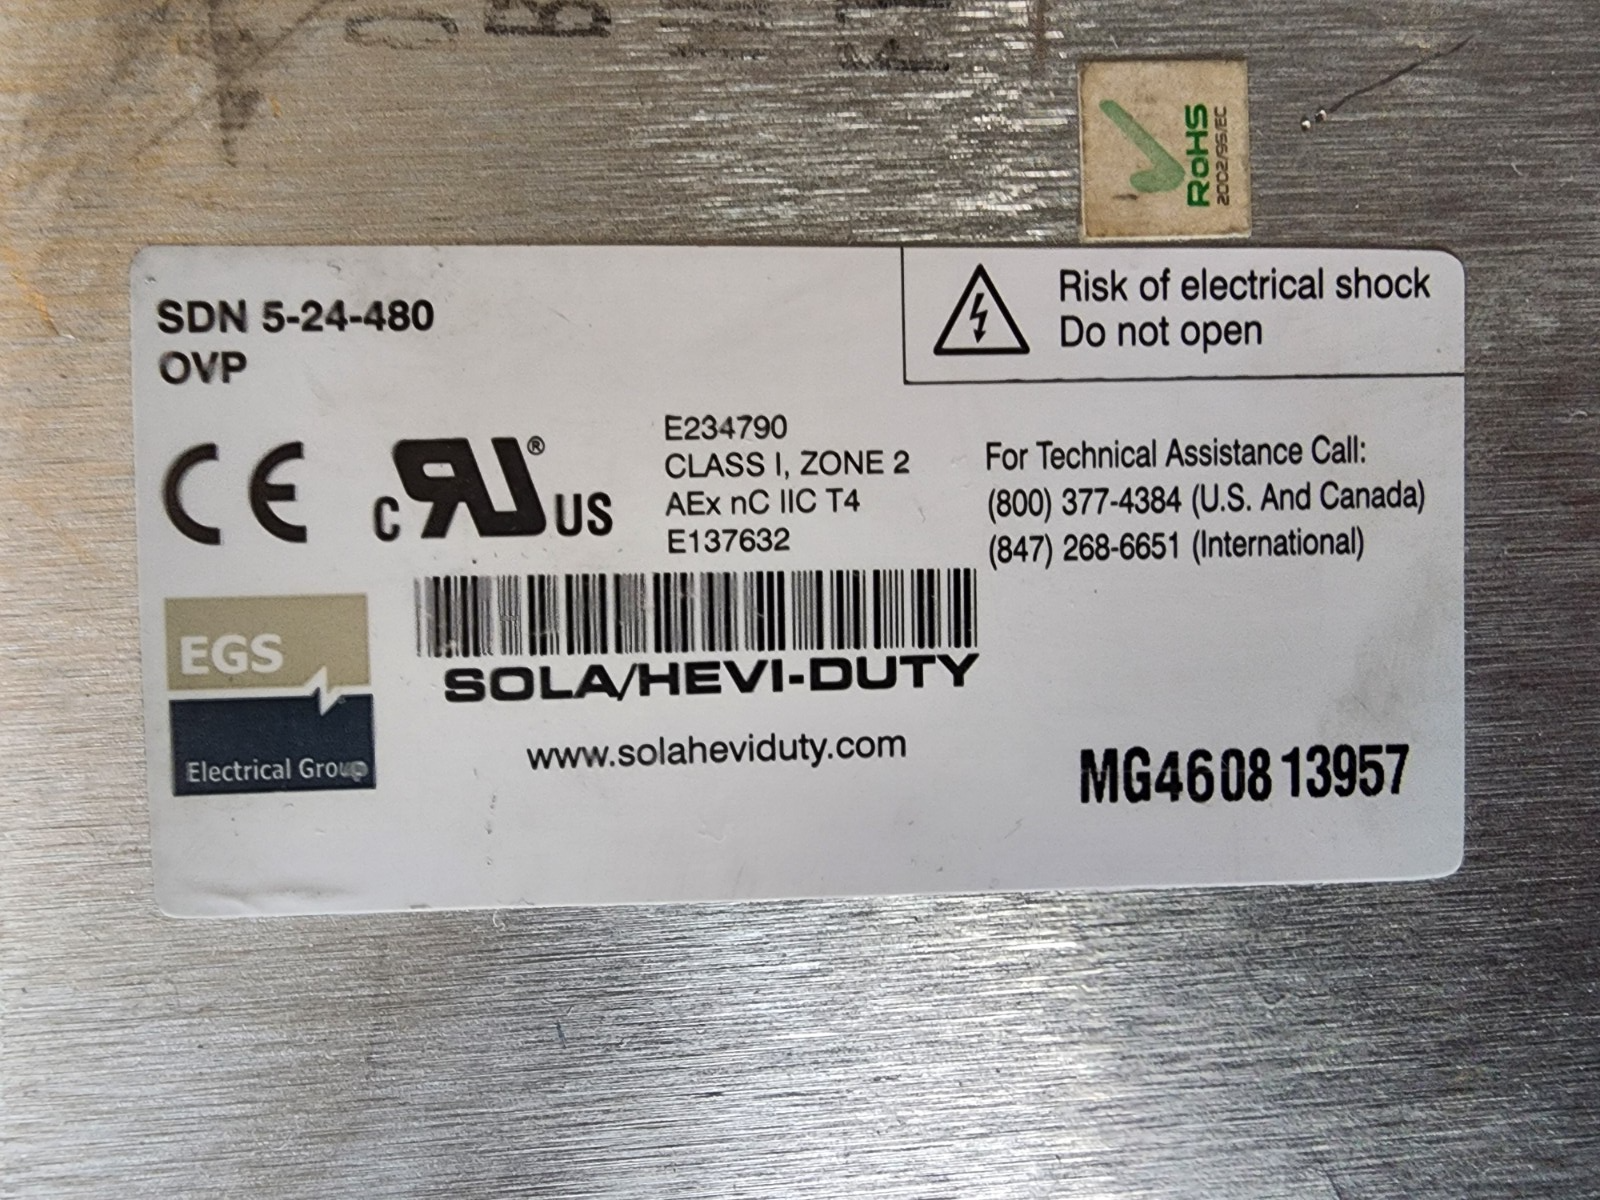 RoHS
2002/95/EC
SDN 5-24-480
OVP
Risk of electrical shock
Do not open
CE
c RU ® US
E234790
CLASS I, ZONE 2
AEx nC IIC T4
E137632
For Technical Assistance Call:
(800) 377-4384 (U.S. And Canada)
(847) 268-6651 (International)
EGS
Electrical Group
SOLA/HEVI-DUTY
www.solaheviduty.com
MG460813957